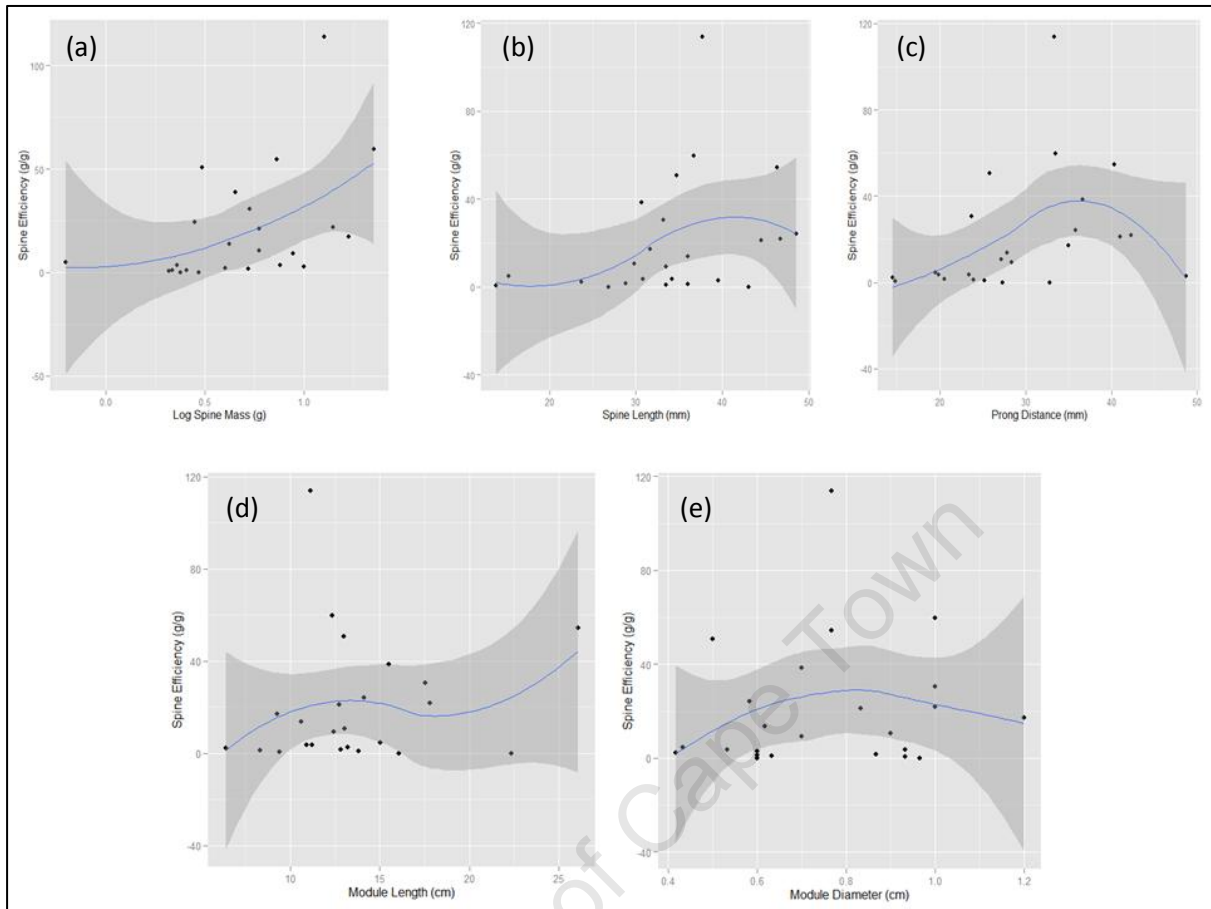 (a)
Spine Efficiency (g/g)
100
50
0
-50
0.0 0.5 1.0
Log Spine Mass (g)
(b)
Spine Efficiency (g/g)
120
80
40
0
-40
20 30 40 50
Spine Length (mm)
(c)
Spine Efficiency (g/g)
120
80
40
0
-40
20 30 40 50
Prong Distance (mm)
(d)
Spine Efficiency (g/g)
120
80
40
0
-40
10 15 20 25
Module Length (cm)
(e)
Spine Efficiency (g/g)
120
80
40
0
-40
0.4 0.6 0.8 1.0 1.2
Module Diameter (cm)
of Cape Town